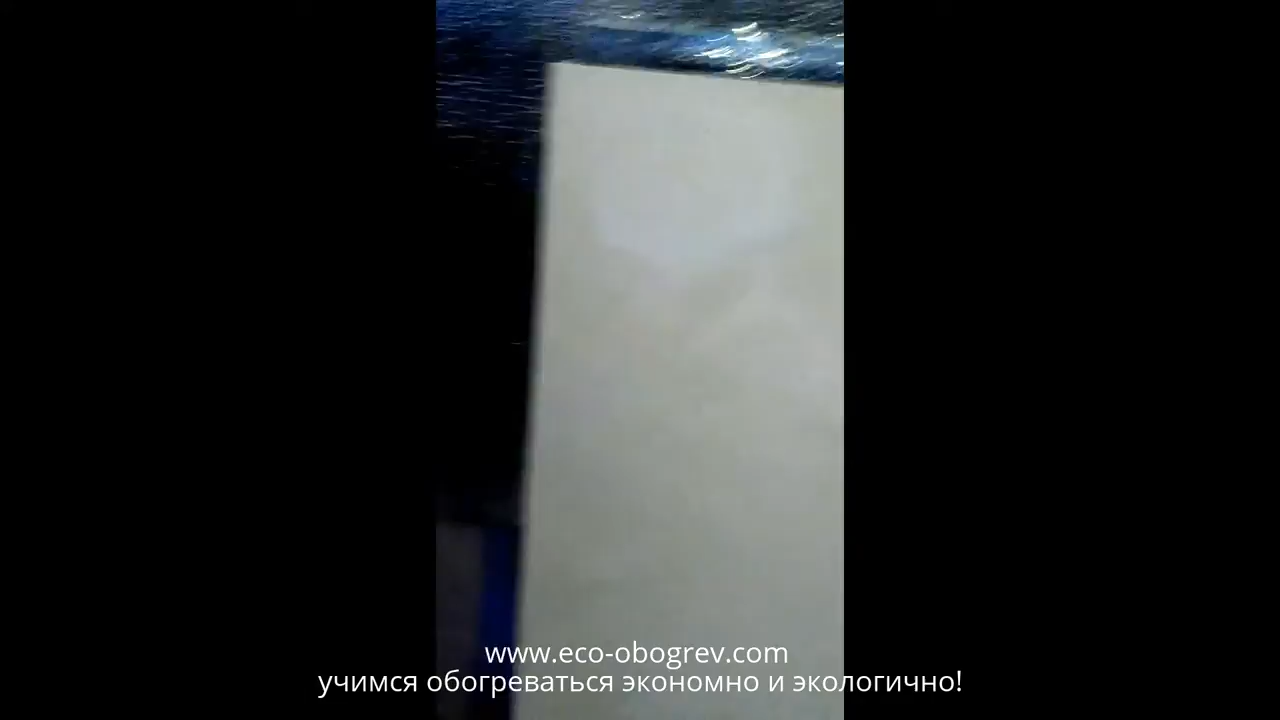 www.eco-obogrev.com
учимся обогреваться экономно и экологично!